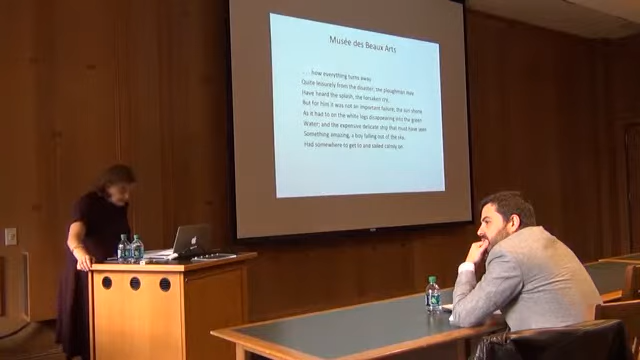 Musée des Beaux Arts
... how everything turns away
Quite leisurely from the disaster; the ploughman may
Have heard the splash, the forsaken cry,
But for him it was not an important failure; the sun shone
As it had to on the white legs disappearing into the green
Water; and the expensive delicate ship that must have seen
Something amazing, a boy falling out of the sky,
Had somewhere to get to and sailed calmly on